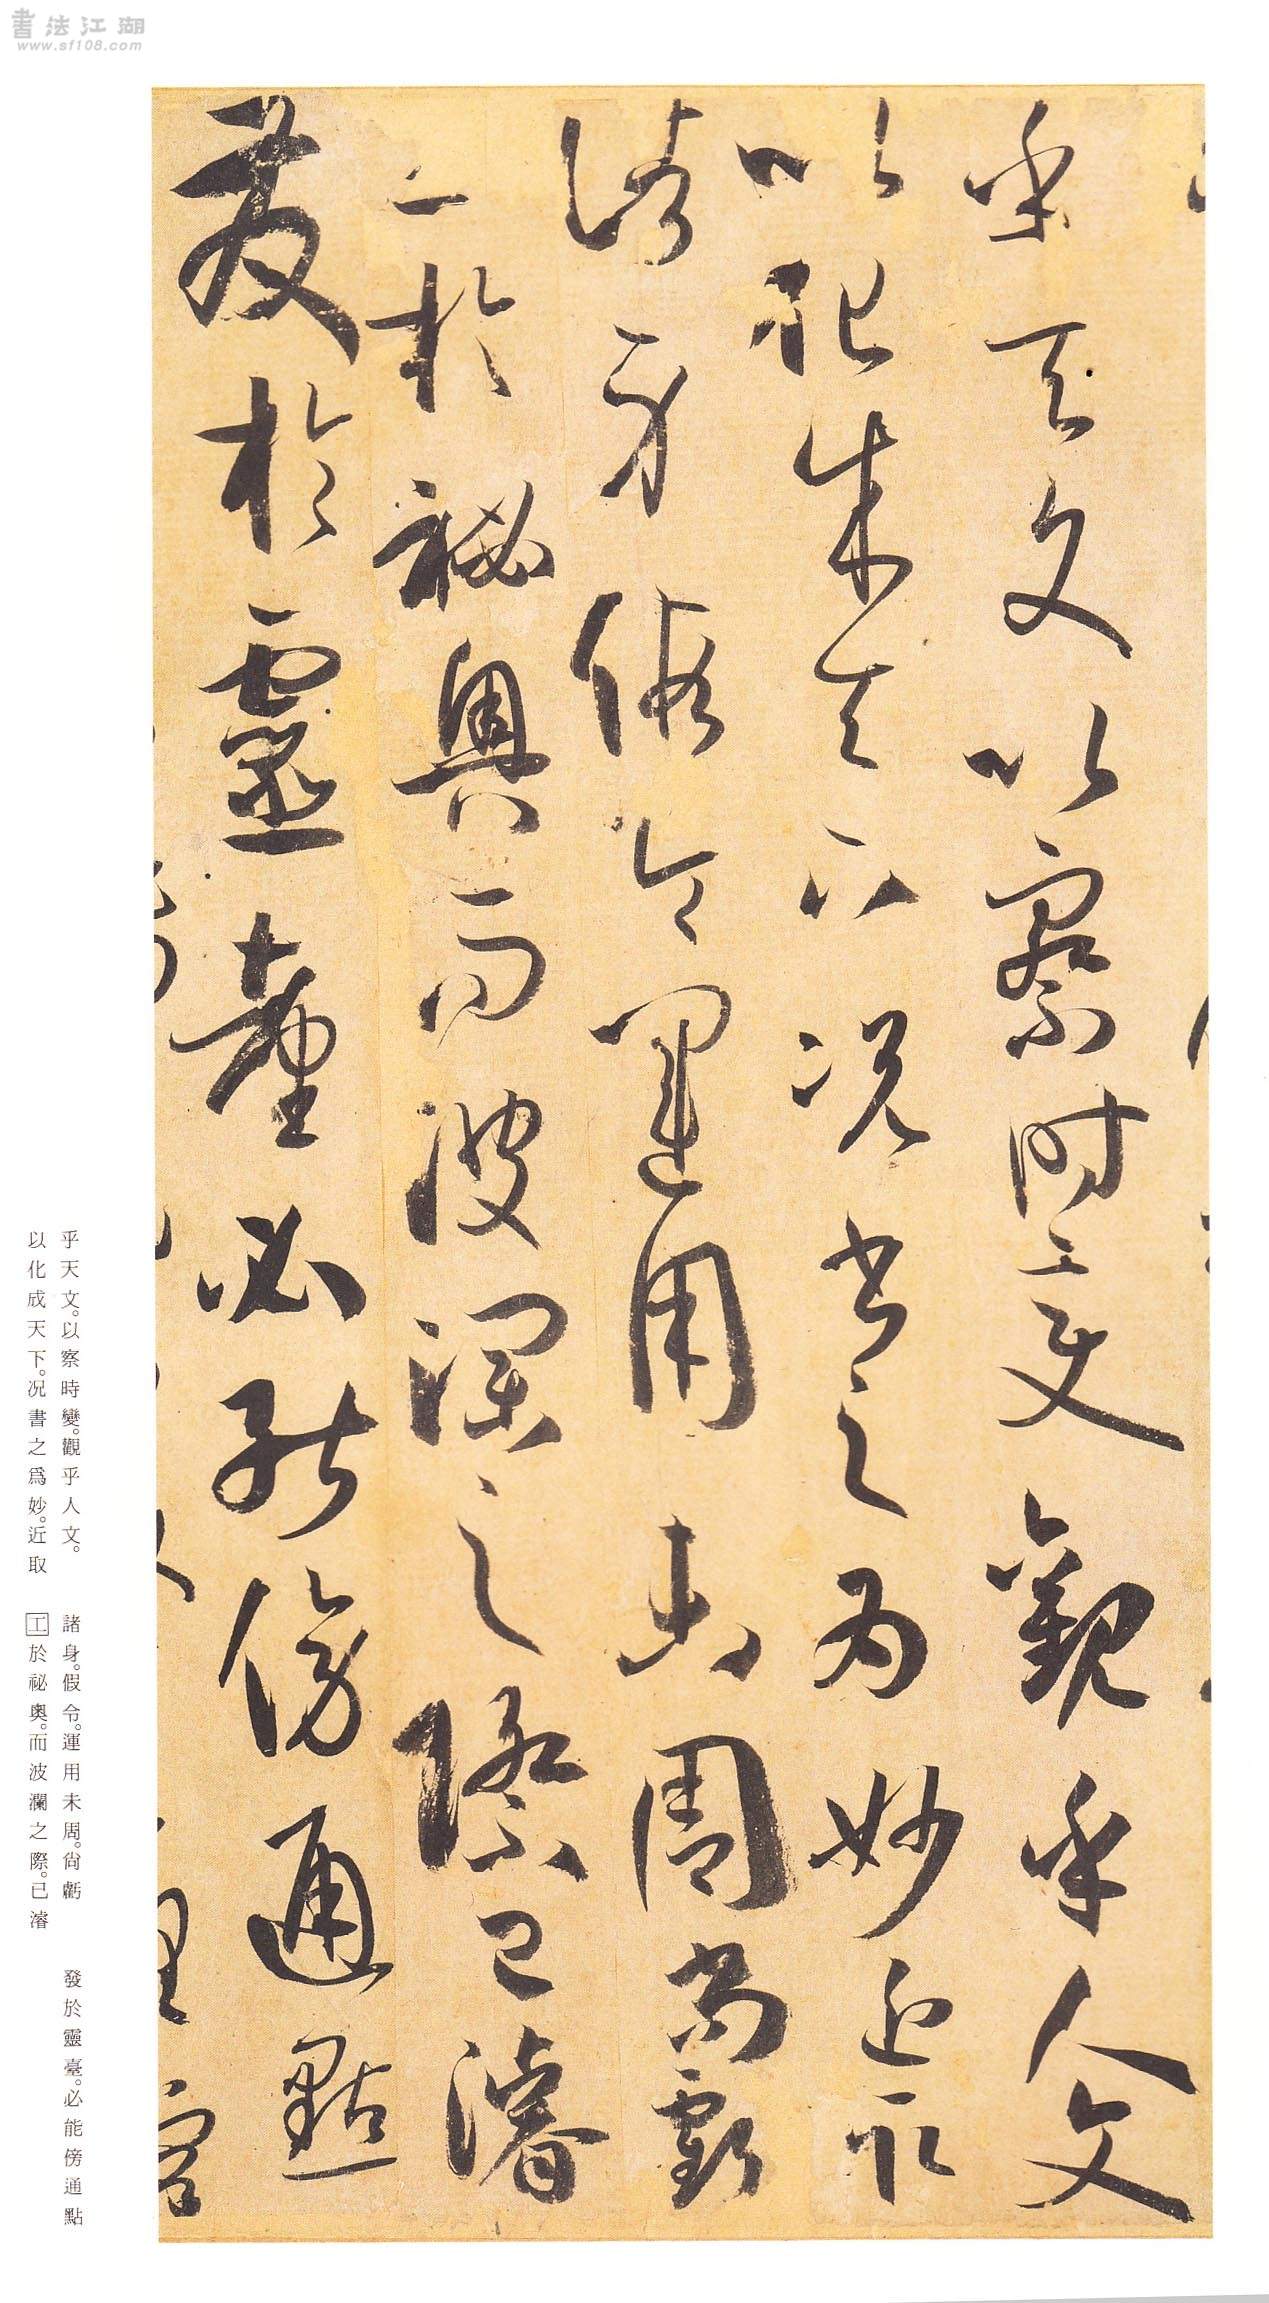 書法江湖
www.sf108.com
乎天文以察時變觀乎人文
以化成天下況書之為妙近取
諸身假令運用未周尚虧
工於祕奧而波瀾之際已濬
發於靈臺必能傍通點
乎天文。以察時變。觀乎人文。
以化成天下。況書之爲妙。近取
諸身。假令。運用未周。尙虧
工於祕奧。而波瀾之際。已濬
發於靈臺。必能傍通點